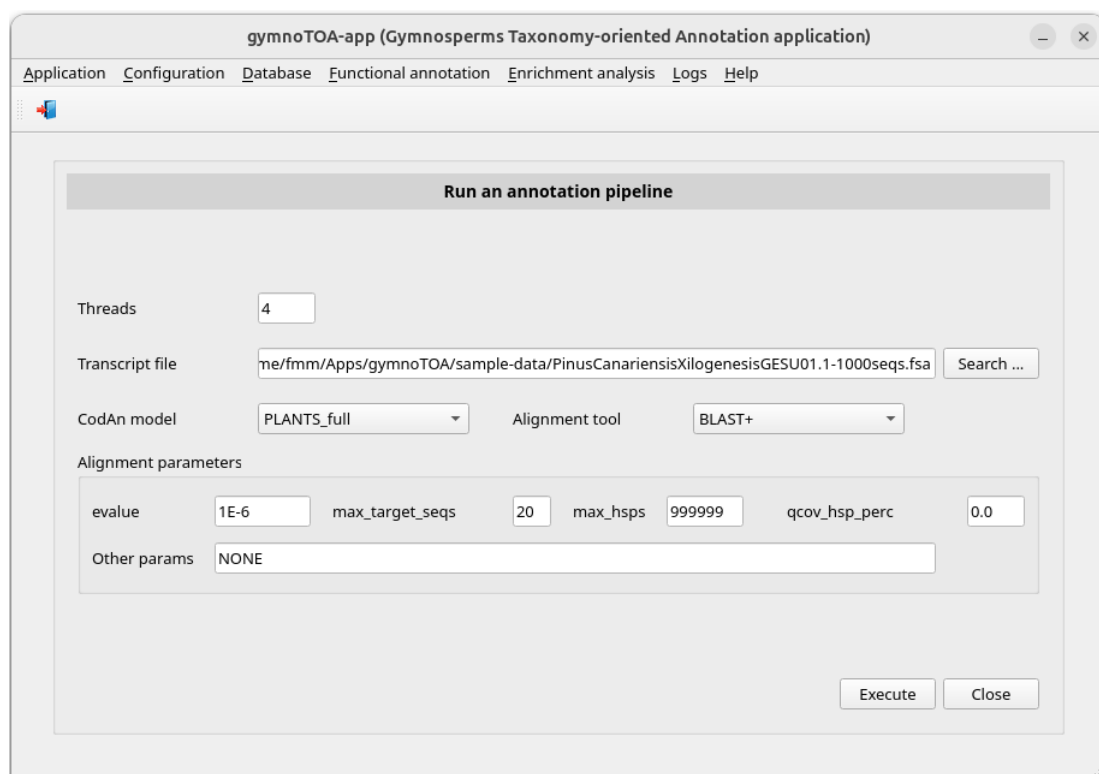 gymnoTOA-app (Gymnosperms Taxonomy-oriented Annotation application)
Application Configuration Database Functional annotation Enrichment analysis Logs Help
Run an annotation pipeline
Threads 4
Transcript file ne/fmm/Apps/gymnoTOA/sample-data/PinusCanariensisXilogenesisGESU01.1-1000seqs.fsa Search ...
CodAn model PLANTS_full Alignment tool BLAST+
Alignment parameters
evalue 1E-6 max_target_seqs 20 max_hsps 999999 qcov_hsp_perc 0.0
Other params NONE
Execute Close